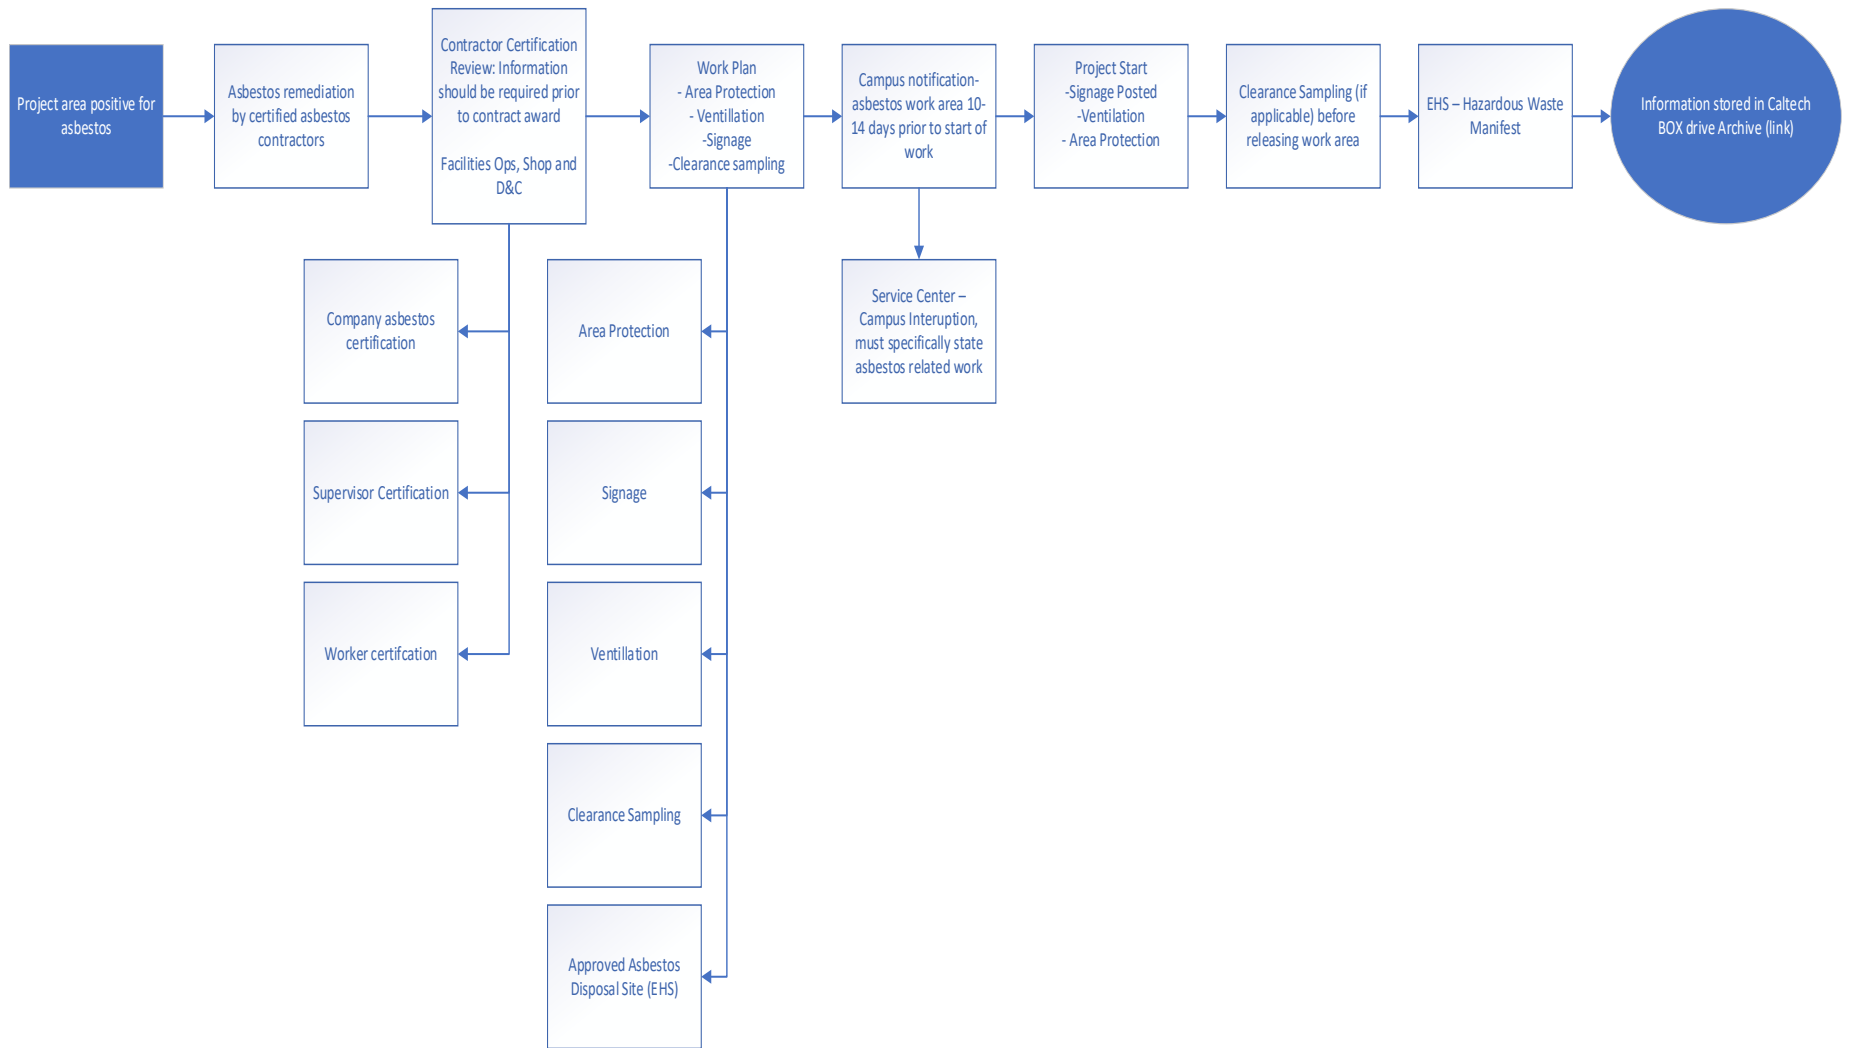 Project area positive for
asbestos
Asbestos remediation
by certified asbestos
contractors
Contractor Certification
Review: Information
should be required prior
to contract award
Facilities Ops, Shop and
D&C
Work Plan
- Area Protection
- Ventillation
-Signage
-Clearance sampling
Campus notification-
asbestos work area 10-
14 days prior to start of
work
Project Start
-Signage Posted
-Ventilation
- Area Protection
Clearance Sampling (if
applicable) before
releasing work area
EHS – Hazardous Waste
Manifest
Information stored in Caltech
BOX drive Archive (link)
Company asbestos
certification
Supervisor Certification
Worker certifcation
Area Protection
Signage
Ventillation
Clearance Sampling
Approved Asbestos
Disposal Site (EHS)
Service Center –
Campus Interuption,
must specifically state
asbestos related work